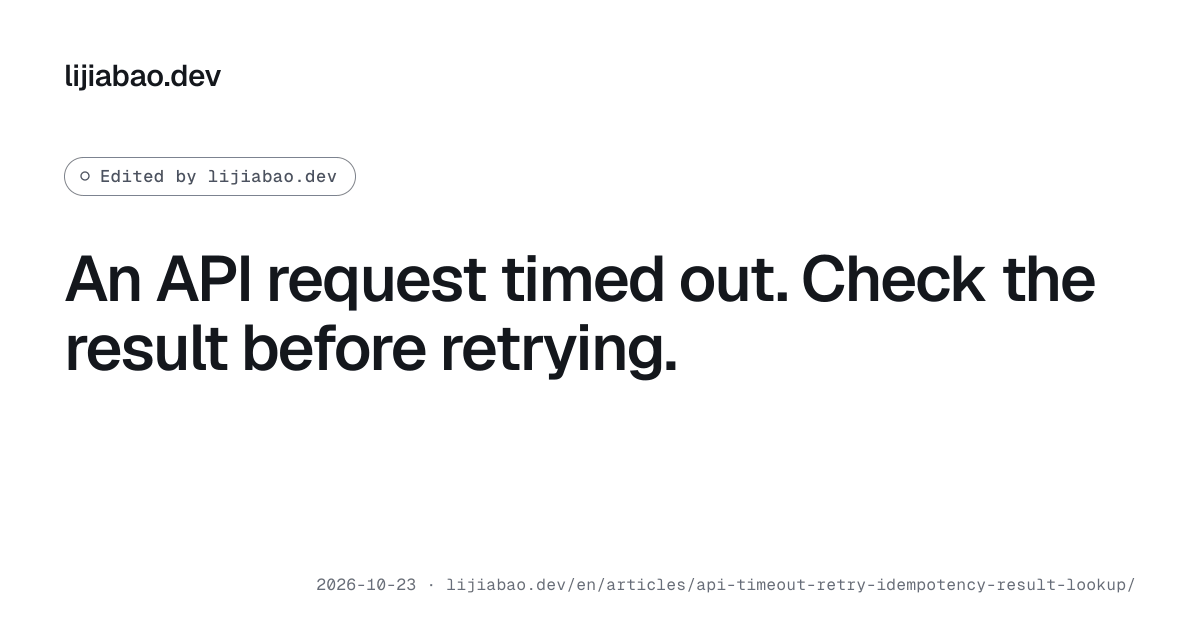 lijiabao.dev
Edited by lijiabao.dev
An API request timed out. Check the
result before retrying.
2026-10-23 · lijiabao.dev/en/articles/api-timeout-retry-idempotency-result-lookup/